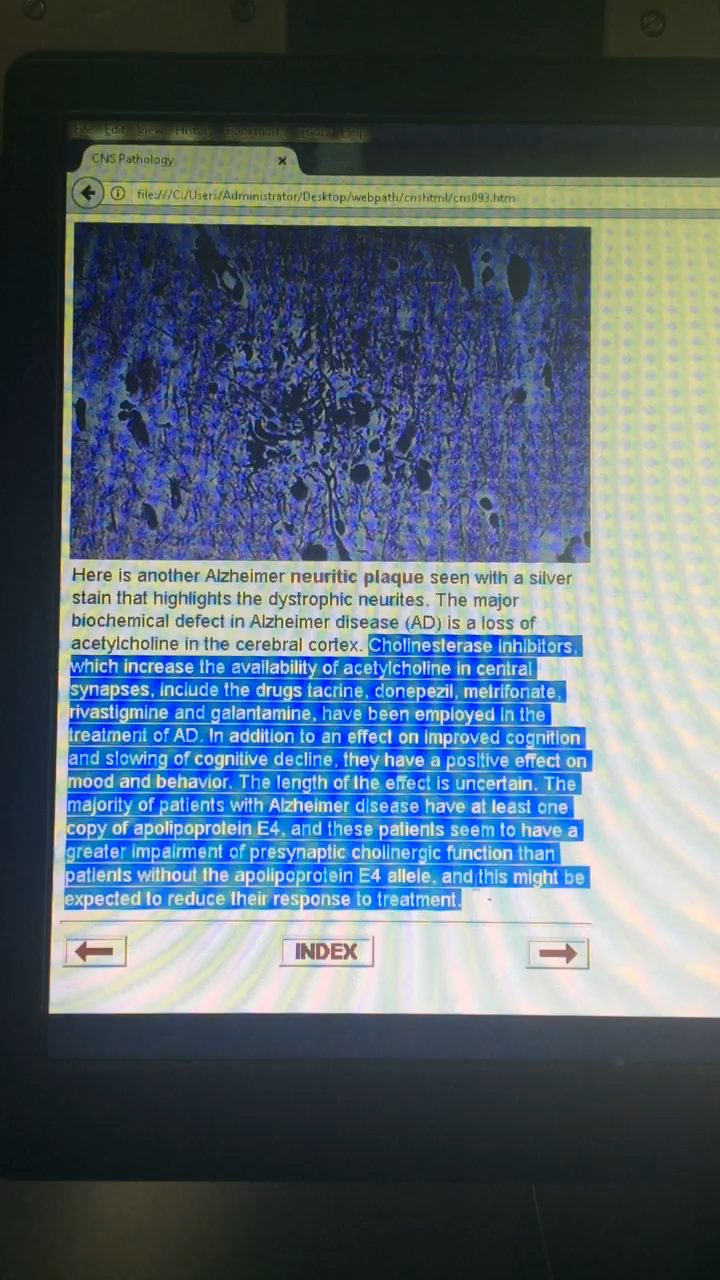 File Edit View History Bookmarks Tools Help
CNS Pathology ×
file:///C:/Users/Administrator/Desktop/webpath/cnshtml/cns093.htm
Here is another Alzheimer neuritic plaque seen with a silver
stain that highlights the dystrophic neurites. The major
biochemical defect in Alzheimer disease (AD) is a loss of
acetylcholine in the cerebral cortex. Cholinesterase inhibitors,
which increase the availability of acetylcholine in central
synapses, include the drugs tacrine, donepezil, metrifonate,
rivastigmine and galantamine, have been employed in the
treatment of AD. In addition to an effect on improved cognition
and slowing of cognitive decline, they have a positive effect on
mood and behavior. The length of the effect is uncertain. The
majority of patients with Alzheimer disease have at least one
copy of apolipoprotein E4, and these patients seem to have a
greater impairment of presynaptic cholinergic function than
patients without the apolipoprotein E4 allele, and this might be
expected to reduce their response to treatment.
INDEX